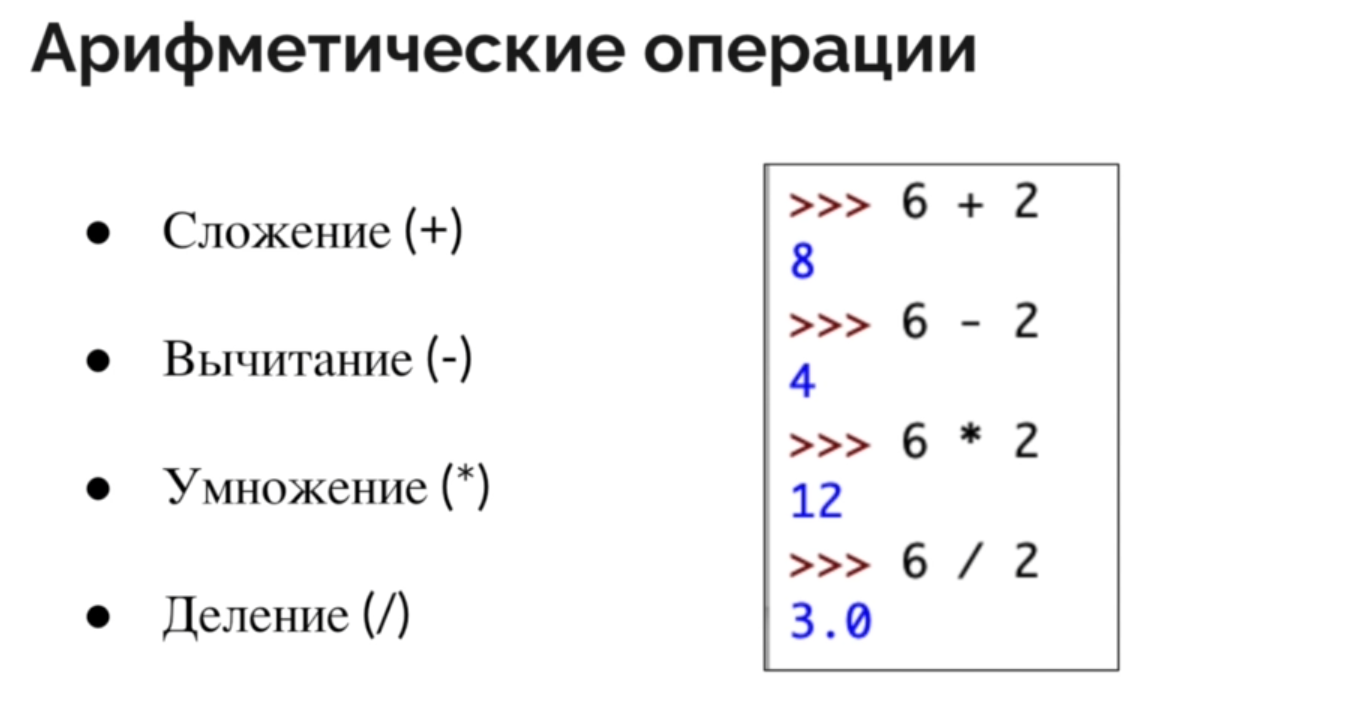 Арифметические операции
● Сложение (+)
● Вычитание (-)
● Умножение (*)
● Деление (/)
>>> 6 + 2
8
>>> 6 - 2
4
>>> 6 * 2
12
>>> 6 / 2
3.0